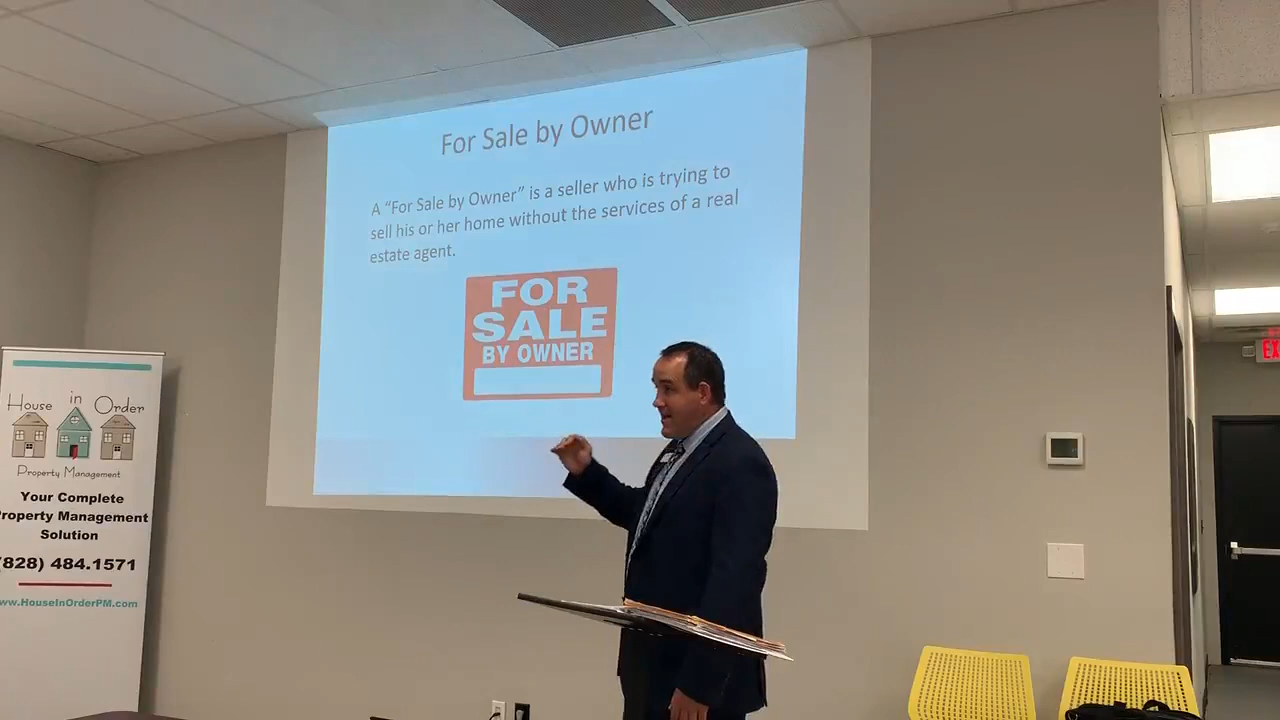 For Sale by Owner
A “For Sale by Owner” is a seller who is trying to
sell his or her home without the services of a real
estate agent.
FOR
SALE
BY OWNER
House in Order
Property Management
Your Complete
Property Management
Solution
(828) 484.1571
www.HouseInOrderPM.com